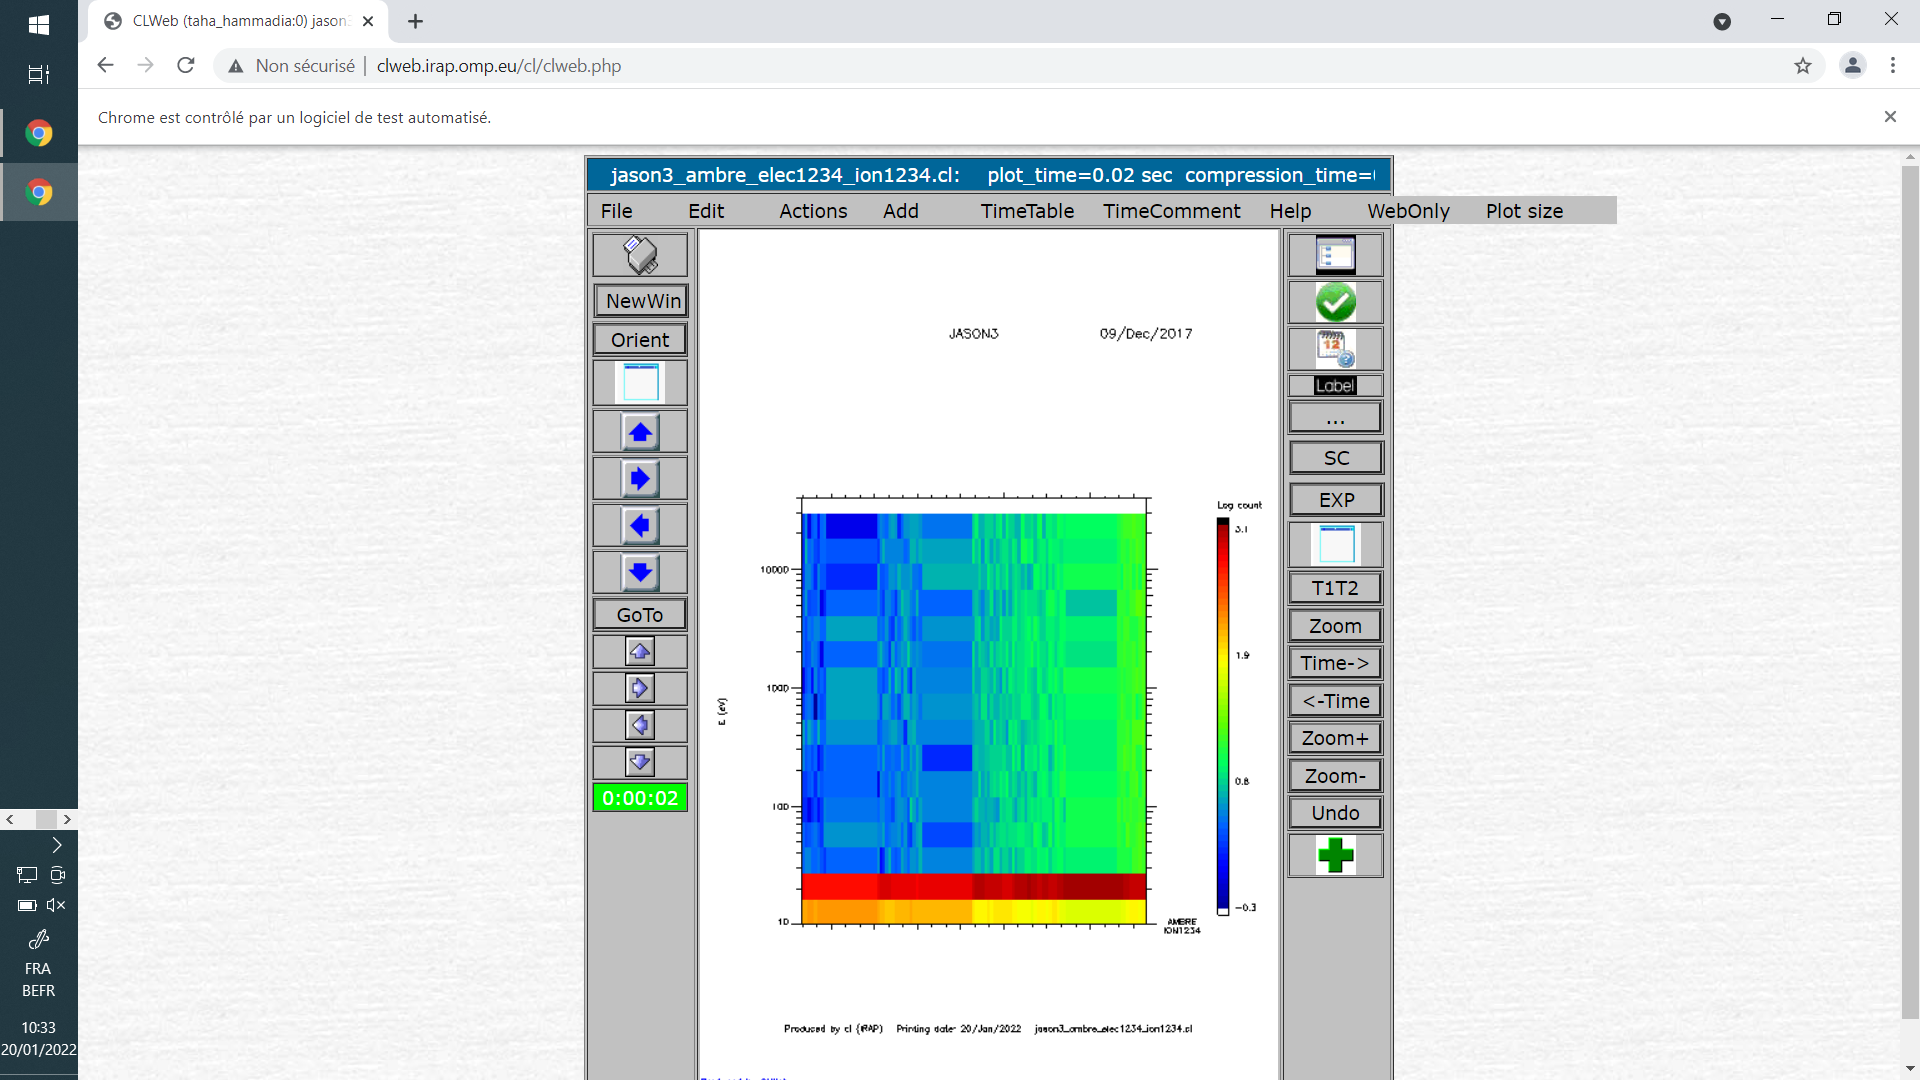 CLWeb (taha_hammadia:0) jason3
Non sécurisé | clweb.irap.omp.eu/cl/clweb.php
Chrome est contrôlé par un logiciel de test automatisé.
jason3_ambre_elec1234_ion1234.cl: plot_time=0.02 sec compression_time=
File Edit Actions Add TimeTable TimeComment Help WebOnly Plot size
NewWin
Orient
GoTo
0:00:02
JASON3 09/Dec/2017
Log count
3.1
1.9
0.8
-0.3
10000
1000
100
10
E (eV)
AMBRE
ION1234
Produced by cl (IRAP) Printing date: 20/Jan/2022 jason3_ambre_elec1234_ion1234.cl
12
Label
...
SC
EXP
T1T2
Zoom
Time->
<-Time
Zoom+
Zoom-
Undo
FRA
BEFR
10:33
20/01/2022